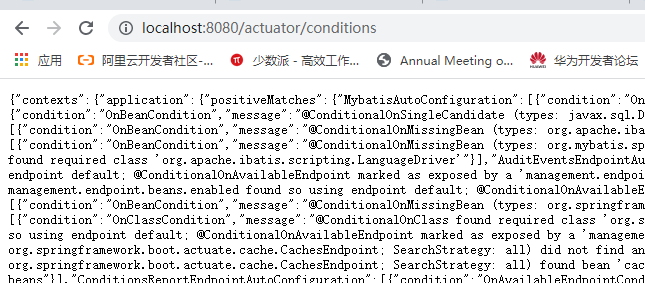 localhost:8080/actuator/conditions
应用 阿里云开发者社区-... 少数派 - 高效工作... Annual Meeting o... HUAWEI 华为开发者论坛
{"contexts":{"application":{"positiveMatches":{"MybatisAutoConfiguration":[{"condition":"On
{"condition":"OnBeanCondition","message":"@ConditionalOnSingleCandidate (types: javax.sql.D
[{"condition":"OnBeanCondition","message":"@ConditionalOnMissingBean (types: org.apache.iba
[{"condition":"OnBeanCondition","message":"@ConditionalOnMissingBean (types: org.mybatis.sp
found required class 'org.apache.ibatis.scripting.LanguageDriver'"}],"AuditEventsEndpointAu
endpoint default; @ConditionalOnAvailableEndpoint marked as exposed by a 'management.endpoi
management.endpoint.beans.enabled found so using endpoint default; @ConditionalOnAvailableE
[{"condition":"OnBeanCondition","message":"@ConditionalOnMissingBean (types: org.springfram
[{"condition":"OnClassCondition","message":"@ConditionalOnClass found required class 'org.s
so using endpoint default; @ConditionalOnAvailableEndpoint marked as exposed by a 'manageme
org.springframework.boot.actuate.cache.CachesEndpoint; SearchStrategy: all) did not find an
org.springframework.boot.actuate.cache.CachesEndpoint; SearchStrategy: all) found bean 'cac
beans"}],"ConditionsReportEndpointAutoConfiguration":[{"condition":"OnAvailableEndpointCond